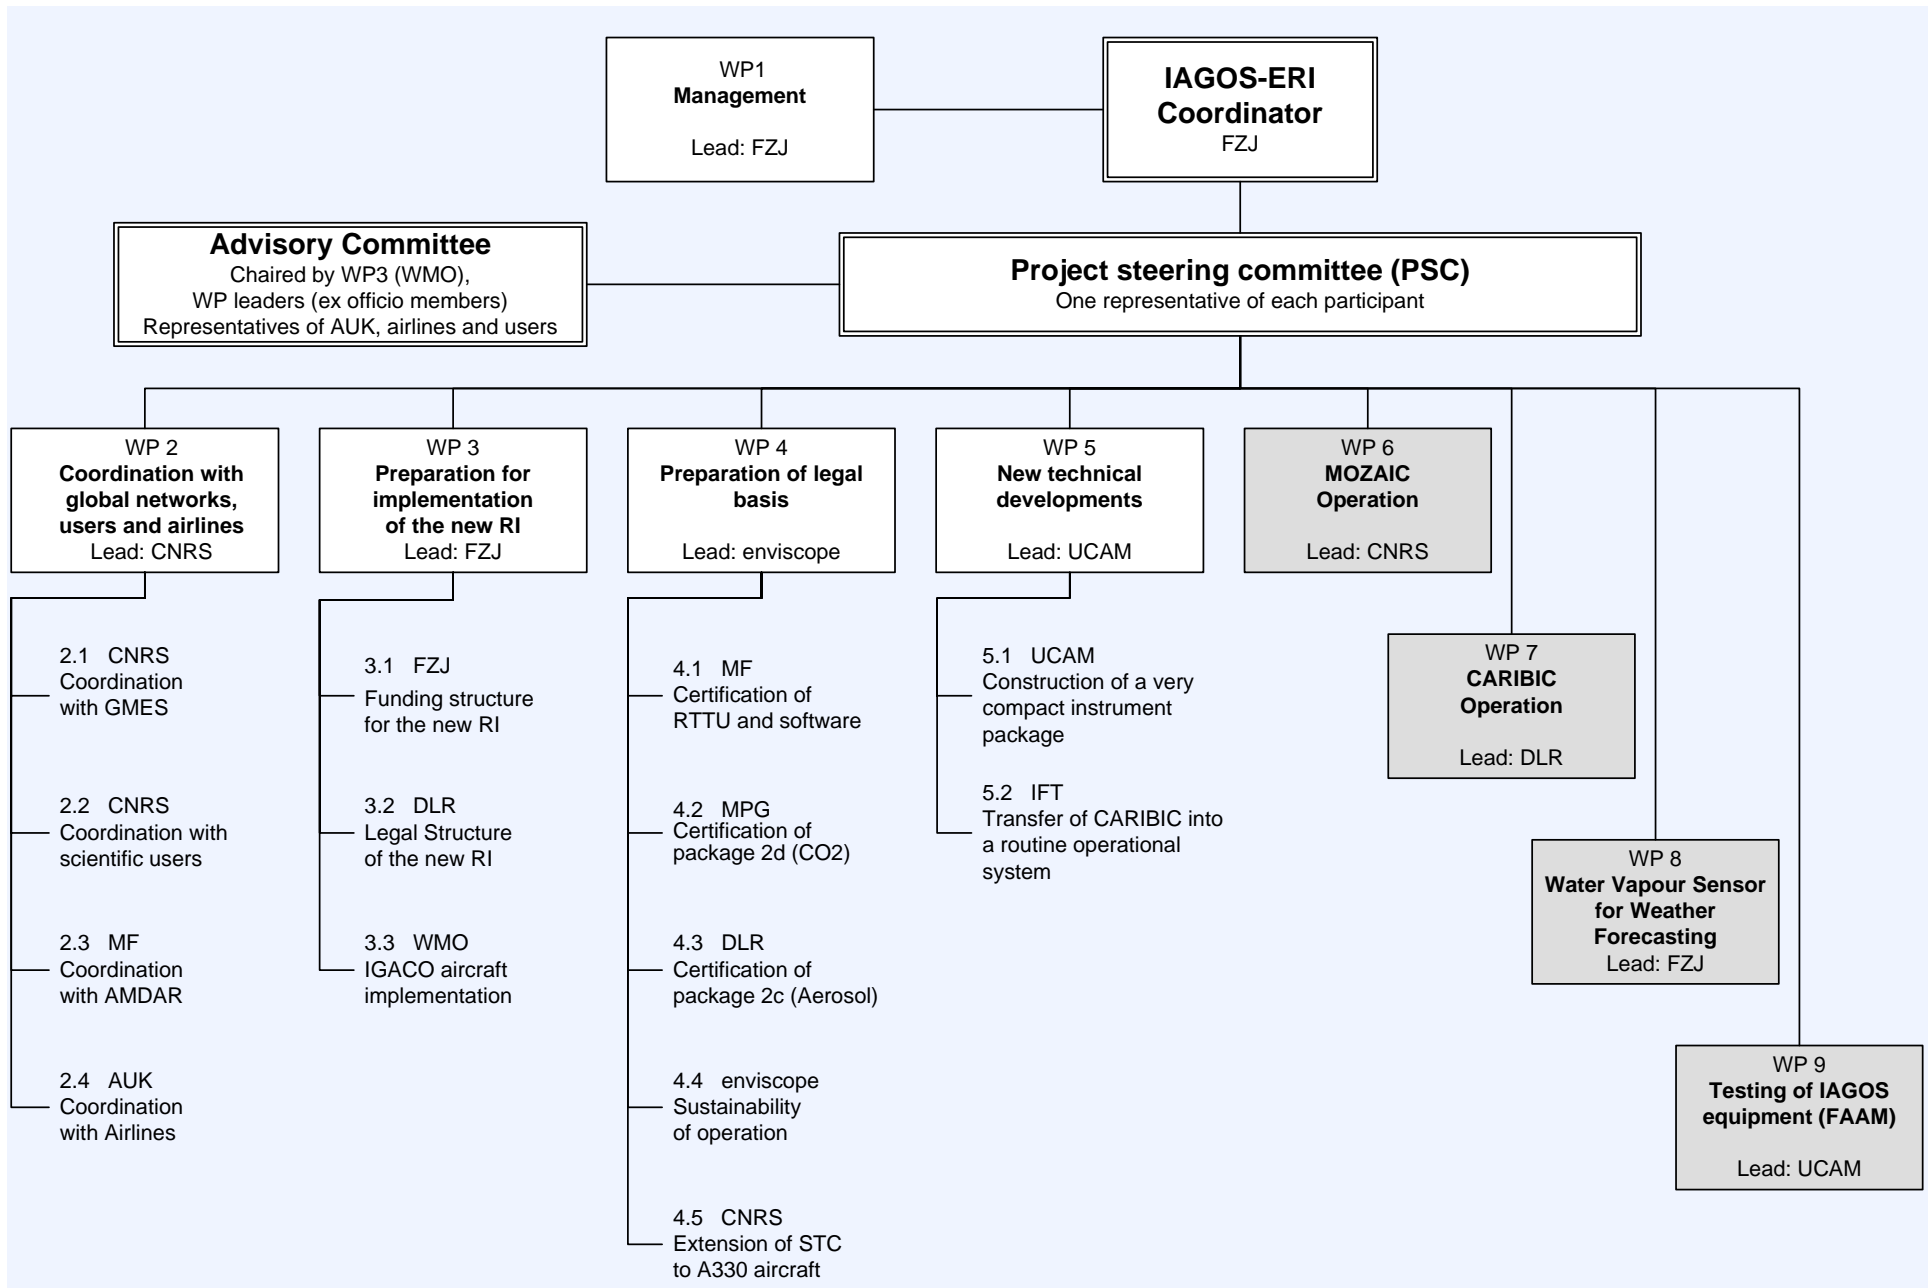 WP1
Management
Lead: FZJ
IAGOS-ERI
Coordinator
FZJ
Advisory Committee
Chaired by WP3 (WMO),
WP leaders (ex officio members)
Representatives of AUK, airlines and users
Project steering committee (PSC)
One representative of each participant
WP 2
Coordination with
global networks,
users and airlines
Lead: CNRS
WP 3
Preparation for
implementation
of the new RI
Lead: FZJ
WP 4
Preparation of legal
basis
Lead: enviscope
WP 5
New technical
developments
Lead: UCAM
WP 6
MOZAIC
Operation
Lead: CNRS
WP 7
CARIBIC
Operation
Lead: DLR
WP 8
Water Vapour Sensor
for Weather
Forecasting
Lead: FZJ
WP 9
Testing of IAGOS
equipment (FAAM)
Lead: UCAM
2.1 CNRS
Coordination
with GMES
2.2 CNRS
Coordination with
scientific users
2.3 MF
Coordination
with AMDAR
2.4 AUK
Coordination
with Airlines
3.1 FZJ
Funding structure
for the new RI
3.2 DLR
Legal Structure
of the new RI
3.3 WMO
IGACO aircraft
implementation
4.1 MF
Certification of
RTTU and software
4.2 MPG
Certification of
package 2d (CO2)
4.3 DLR
Certification of
package 2c (Aerosol)
4.4 enviscope
Sustainability
of operation
4.5 CNRS
Extension of STC
to A330 aircraft
5.1 UCAM
Construction of a very
compact instrument
package
5.2 IFT
Transfer of CARIBIC into
a routine operational
system